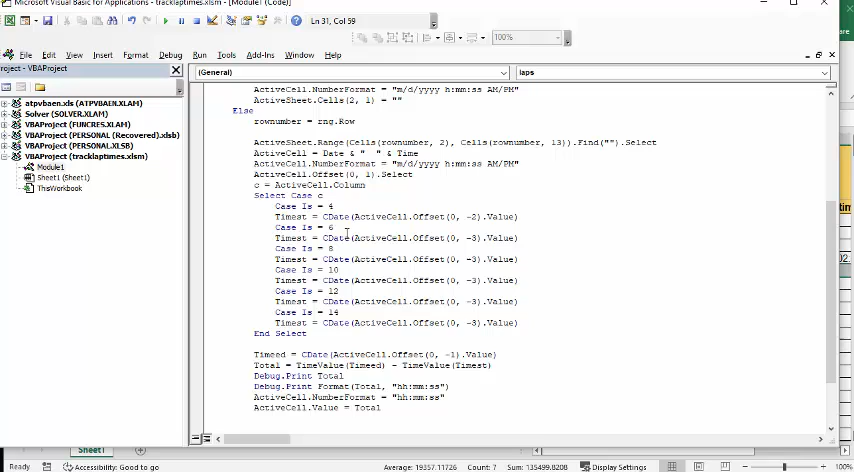 Microsoft Visual Basic for Applications - tracklaptimes.xlsm - [Module1 (Code)]
Ln 31, Col 59
100%
File Edit View Insert Format Debug Run Tools Add-Ins Window Help
roject - VBAProject
(General)
laps
atpvbaen.xls (ATPVBAEN.XLAM)
Solver (SOLVER.XLAM)
VBAProject (FUNCRES.XLAM)
VBAProject (PERSONAL (Recovered).xlsb)
VBAProject (PERSONAL.XLSB)
VBAProject (tracklaptimes.xlsm)
Module1
Sheet1 (Sheet1)
ThisWorkbook
ActiveCell.NumberFormat = "m/d/yyyy h:mm:ss AM/PM"
ActiveSheet.Cells(2, 1) = ""
Else
rownumber = rng.Row
ActiveSheet.Range(Cells(rownumber, 2), Cells(rownumber, 13)).Find("").Select
ActiveCell = Date & "  " & Time
ActiveCell.NumberFormat = "m/d/yyyy h:mm:ss AM/PM"
ActiveCell.Offset(0, 1).Select
c = ActiveCell.Column
Select Case c
Case Is = 4
Timest = CDate(ActiveCell.Offset(0, -2).Value)
Case Is = 6
Timest = CDate(ActiveCell.Offset(0, -3).Value)
Case Is = 8
Timest = CDate(ActiveCell.Offset(0, -3).Value)
Case Is = 10
Timest = CDate(ActiveCell.Offset(0, -3).Value)
Case Is = 12
Timest = CDate(ActiveCell.Offset(0, -3).Value)
Case Is = 14
Timest = CDate(ActiveCell.Offset(0, -3).Value)
End Select
Timeed = CDate(ActiveCell.Offset(0, -1).Value)
Total = TimeValue(Timeed) - TimeValue(Timest)
Debug.Print Total
Debug.Print Format(Total, "hh:mm:ss")
ActiveCell.NumberFormat = "hh:mm:ss"
ActiveCell.Value = Total
hare
tim
02.
Sheet1
Ready
Accessibility: Good to go
Average: 19357.11726 Count: 7 Sum: 135499.8208
Display Settings
100%